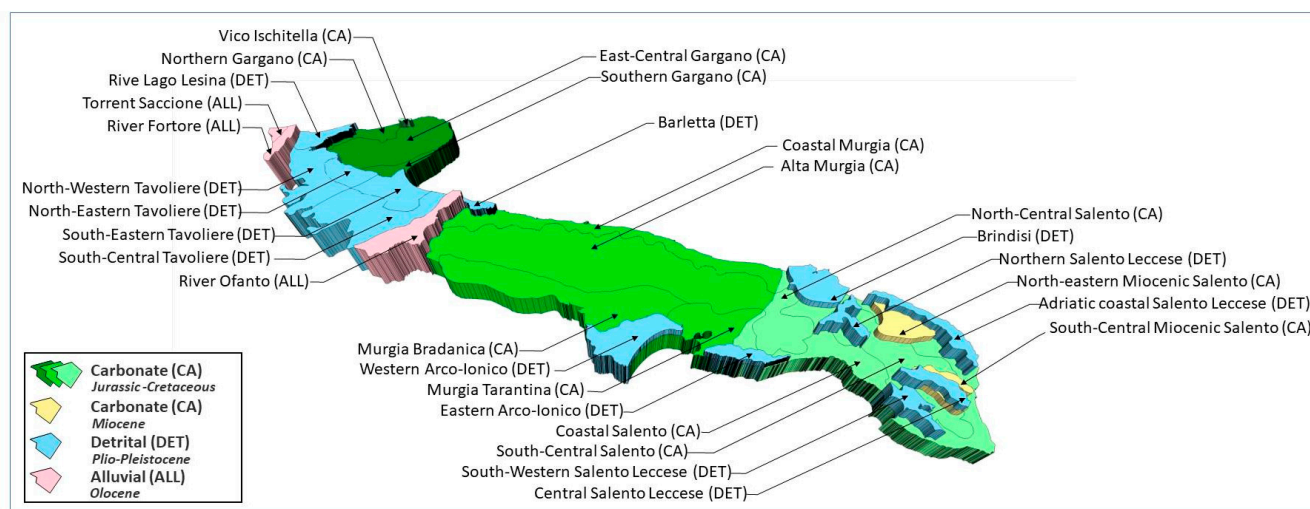 Vico Ischitella (CA)
Northern Gargano (CA)
Rive Lago Lesina (DET)
Torrent Saccione (ALL)
River Fortore (ALL)
East-Central Gargano (CA)
Southern Gargano (CA)
Barletta (DET)
Coastal Murgia (CA)
Alta Murgia (CA)
North-Western Tavoliere (DET)
North-Eastern Tavoliere (DET)
South-Eastern Tavoliere (DET)
South-Central Tavoliere (DET)
River Ofanto (ALL)
North-Central Salento (CA)
Brindisi (DET)
Northern Salento Leccese (DET)
North-eastern Miocenic Salento (CA)
Adriatic coastal Salento Leccese (DET)
South-Central Miocenic Salento (CA)
Murgia Bradanica (CA)
Western Arco-Ionico (DET)
Murgia Tarantina (CA)
Eastern Arco-Ionico (DET)
Coastal Salento (CA)
South-Central Salento (CA)
South-Western Salento Leccese (DET)
Central Salento Leccese (DET)
Carbonate (CA)
Jurassic-Cretaceous
Carbonate (CA)
Miocene
Detrital (DET)
Plio-Pleistocene
Alluvial (ALL)
Olocene